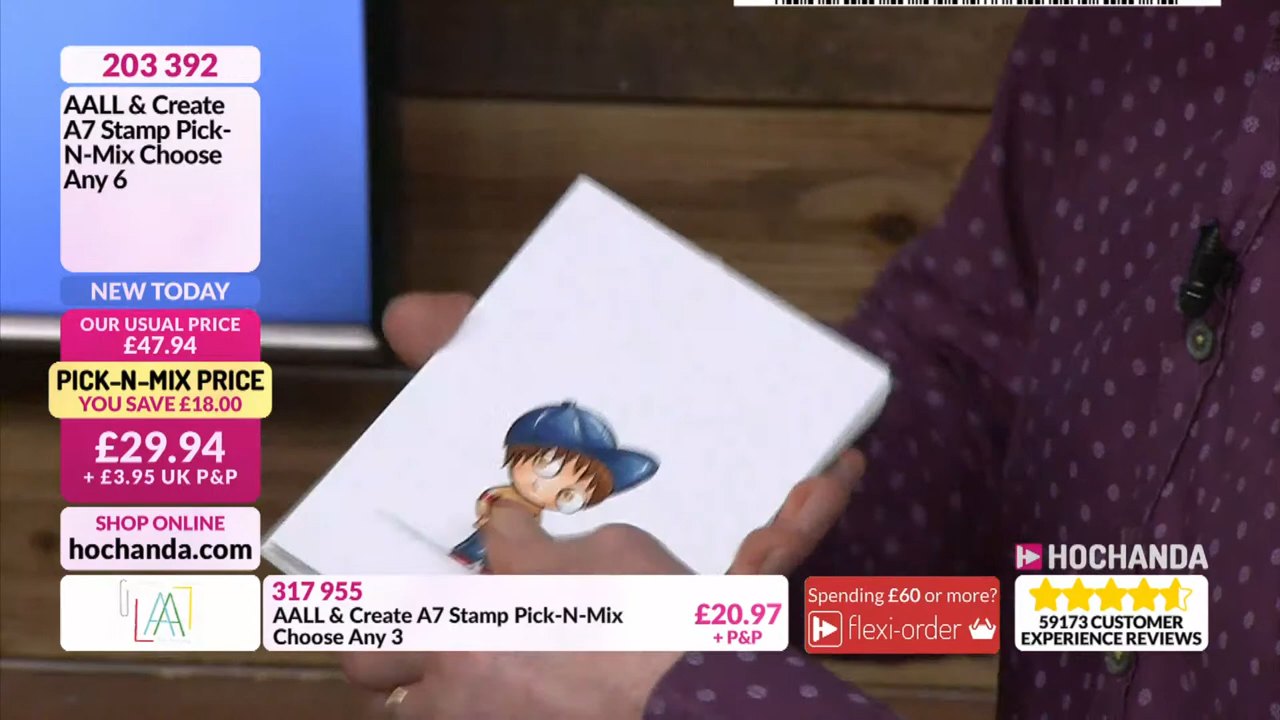 203 392
AALL & Create
A7 Stamp Pick-
N-Mix Choose
Any 6
NEW TODAY
OUR USUAL PRICE
£47.94
PICK-N-MIX PRICE
YOU SAVE £18.00
£29.94
+ £3.95 UK P&P
SHOP ONLINE
hochanda.com
LAA
317 955
AALL & Create A7 Stamp Pick-N-Mix
Choose Any 3
£20.97
+ P&P
Spending £60 or more?
flexi-order
HOCHANDA
59173 CUSTOMER
EXPERIENCE REVIEWS